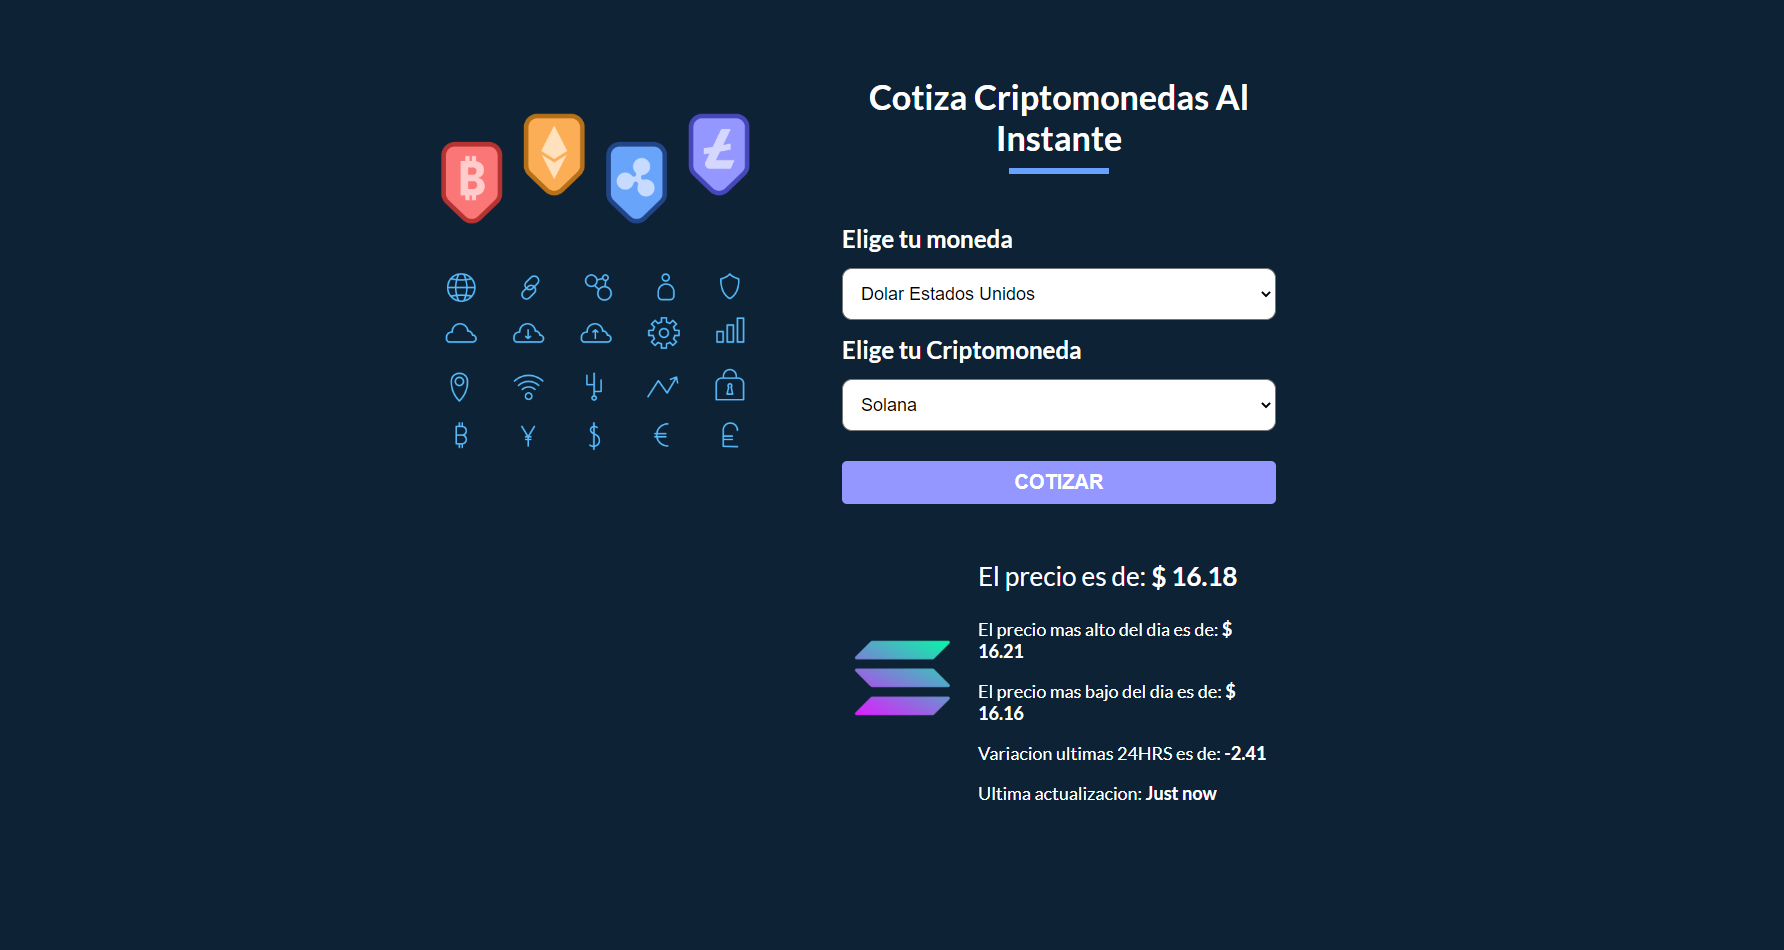 Cotiza Criptomonedas Al
Instante
Elige tu moneda
Dolar Estados Unidos
Elige tu Criptomoneda
Solana
COTIZAR
El precio es de: $ 16.18
El precio mas alto del dia es de: $
16.21
El precio mas bajo del dia es de: $
16.16
Variacion ultimas 24HRS es de: -2.41
Ultima actualizacion: Just now